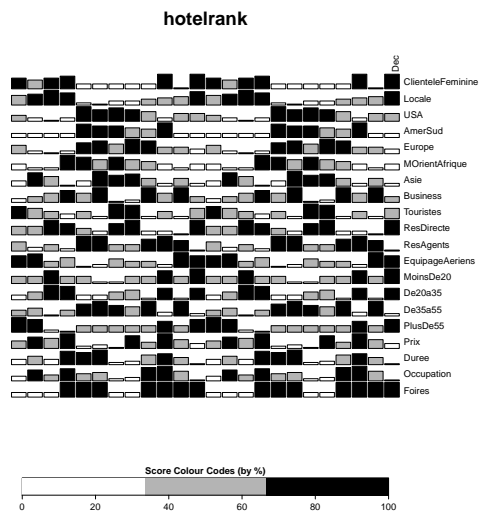 hotelrank
Dec
ClienteleFeminine
Locale
USA
AmerSud
Europe
MOrientAfrique
Asie
Business
Touristes
ResDirecte
ResAgents
EquipageAeriens
MoinsDe20
De20a35
De35a55
PlusDe55
Prix
Duree
Occupation
Foires
Score Colour Codes (by %)
0 20 40 60 80 100